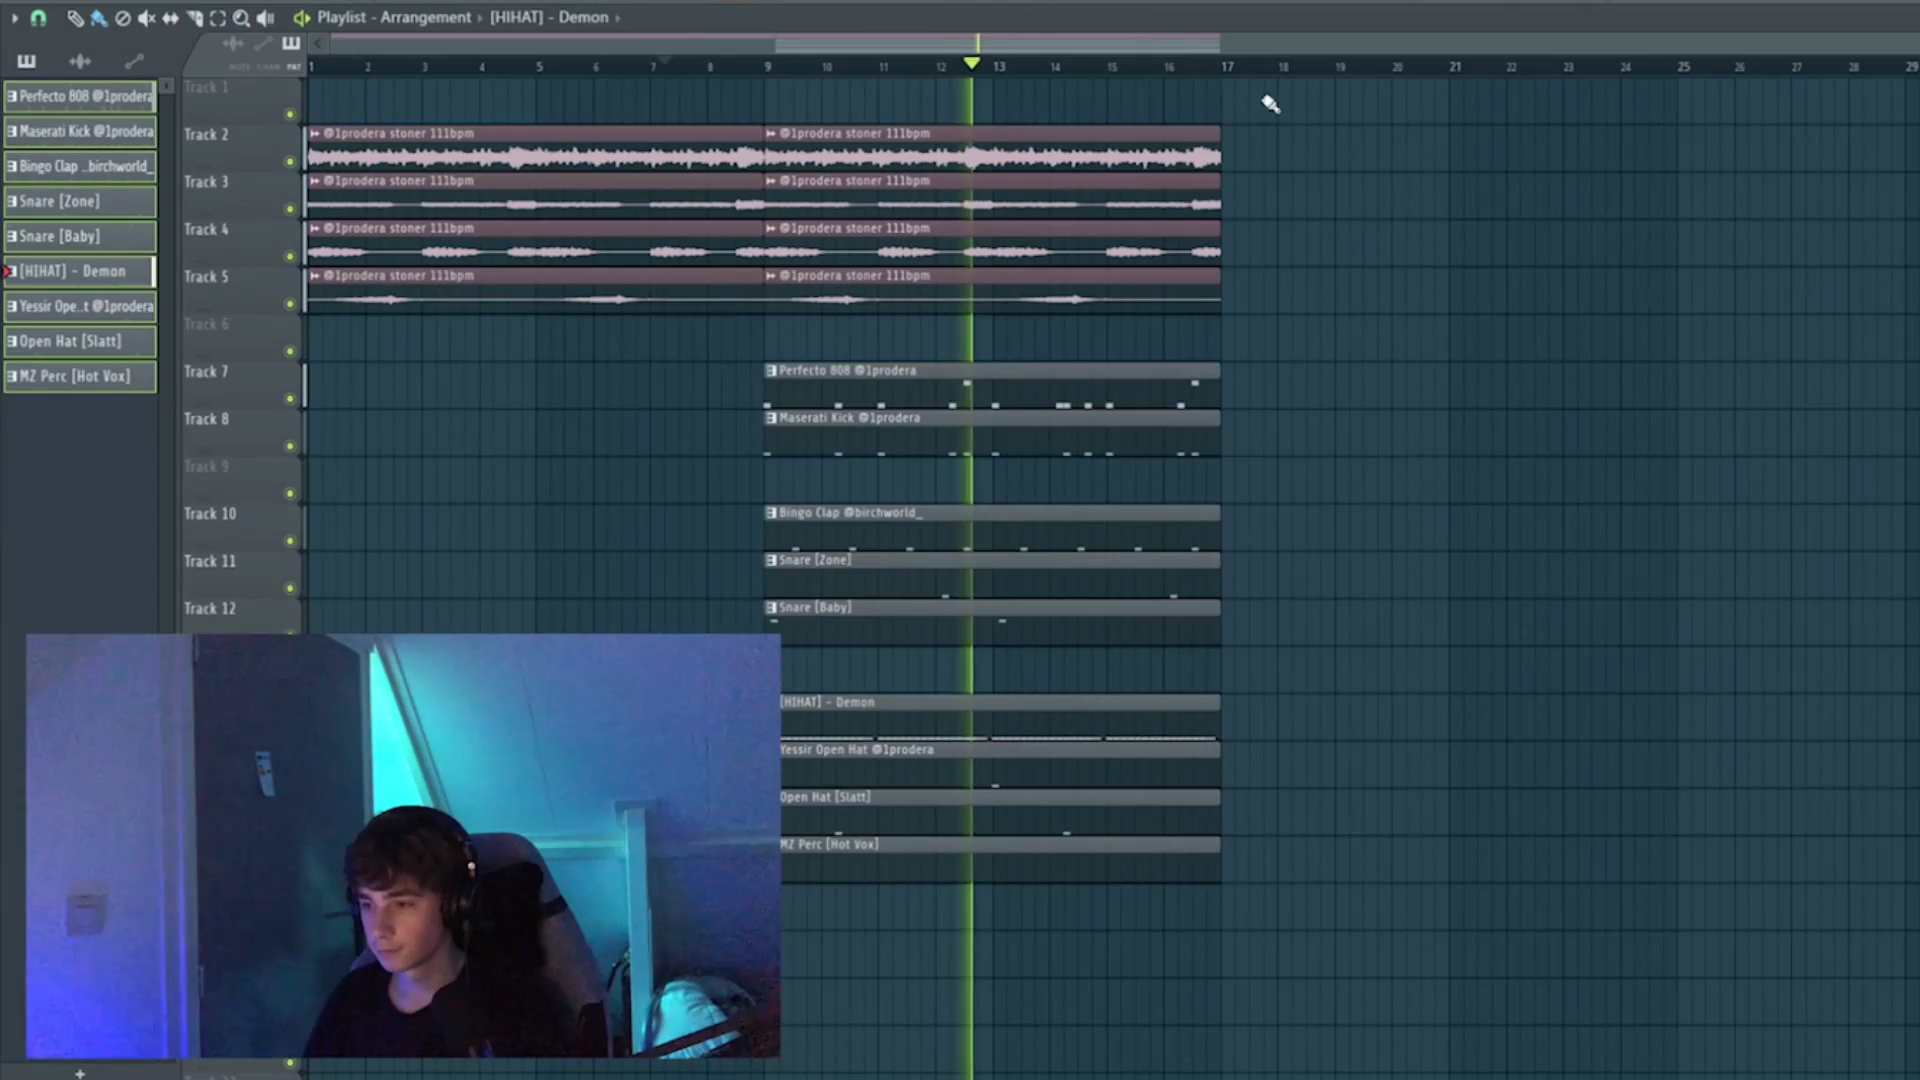 Playlist - Arrangement › [HIHAT] - Demon ›
NOTE CHAN PAT
1 2 3 4 5 6 7 8 9 10 11 12 13 14 15 16 17 18 19 20 21 22 23 24 25 26 27 28 29
Perfecto 808 @1prodera
Maserati Kick @1prodera
Bingo Clap ..birchworld_
Snare [Zone]
Snare [Baby]
[HIHAT] - Demon
Yessir Ope..t @1prodera
Open Hat [Slatt]
MZ Perc [Hot Vox]
Track 1
Track 2
@1prodera stoner 111bpm
@1prodera stoner 111bpm
Track 3
@1prodera stoner 111bpm
@1prodera stoner 111bpm
Track 4
@1prodera stoner 111bpm
@1prodera stoner 111bpm
Track 5
@1prodera stoner 111bpm
@1prodera stoner 111bpm
Track 6
Track 7
Perfecto 808 @1prodera
Track 8
Maserati Kick @1prodera
Track 9
Track 10
Bingo Clap @birchworld_
Track 11
Snare [Zone]
Track 12
Snare [Baby]
[HIHAT] - Demon
Yessir Open Hat @1prodera
Open Hat [Slatt]
MZ Perc [Hot Vox]